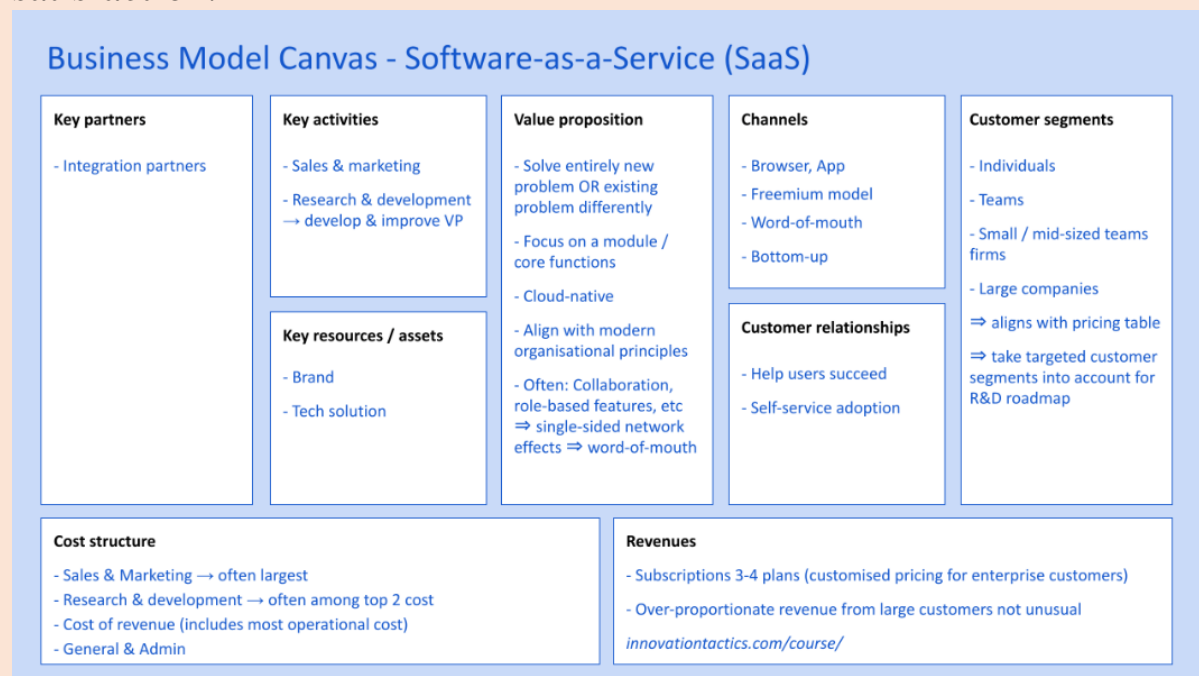 Business Model Canvas - Software-as-a-Service (SaaS)
Key partners
- Integration partners
Key activities
- Sales & marketing
- Research & development
→ develop & improve VP
Key resources / assets
- Brand
- Tech solution
Value proposition
- Solve entirely new
problem OR existing
problem differently
- Focus on a module /
core functions
- Cloud-native
- Align with modern
organisational principles
- Often: Collaboration,
role-based features, etc
⇒ single-sided network
effects ⇒ word-of-mouth
Channels
- Browser, App
- Freemium model
- Word-of-mouth
- Bottom-up
Customer relationships
- Help users succeed
- Self-service adoption
Customer segments
- Individuals
- Teams
- Small / mid-sized teams
firms
- Large companies
⇒ aligns with pricing table
⇒ take targeted customer
segments into account for
R&D roadmap
Cost structure
- Sales & Marketing → often largest
- Research & development → often among top 2 cost
- Cost of revenue (includes most operational cost)
- General & Admin
Revenues
- Subscriptions 3-4 plans (customised pricing for enterprise customers)
- Over-proportionate revenue from large customers not unusual
innovationtactics.com/course/